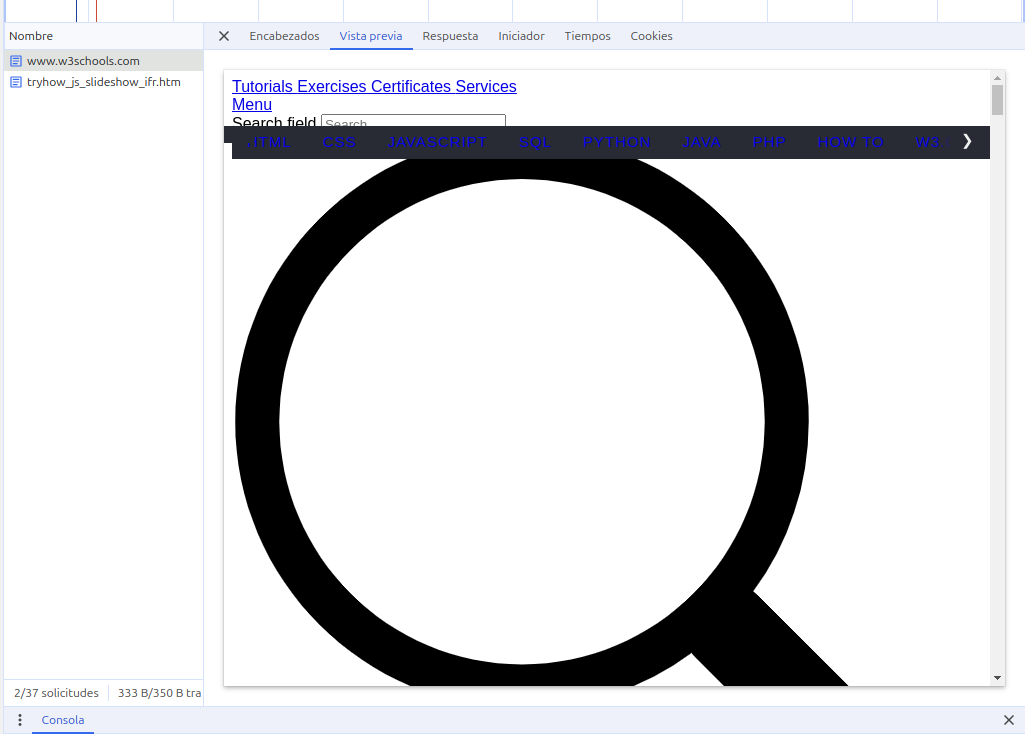 Nombre
Encabezados Vista previa Respuesta Iniciador Tiempos Cookies
www.w3schools.com
tryhow_js_slideshow_ifr.htm
Tutorials Exercises Certificates Services
Menu
Search field Search
HTML CSS JAVASCRIPT SQL PYTHON JAVA PHP HOW TO W3.
2/37 solicitudes 333 B/350 B tra
Consola